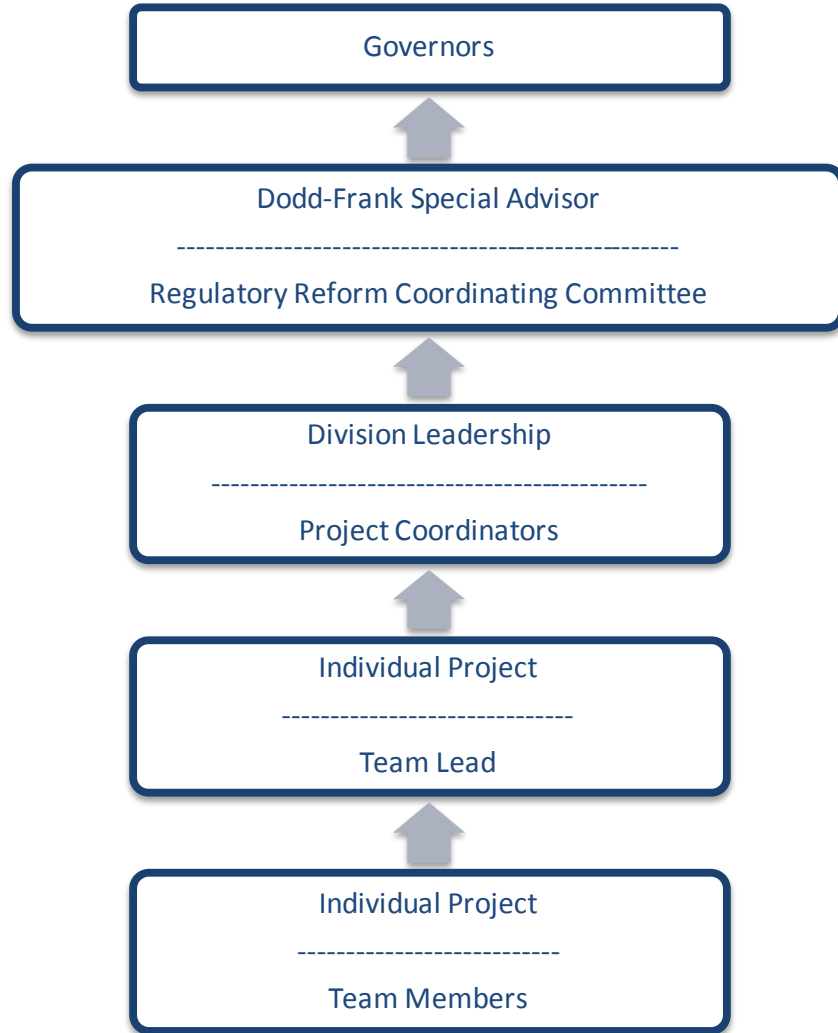 Governors
Dodd-Frank Special Advisor
----------------------------------------------------
Regulatory Reform Coordinating Committee
Division Leadership
---------------------------------------------
Project Coordinators
Individual Project
------------------------------
Team Lead
Individual Project
---------------------------
Team Members